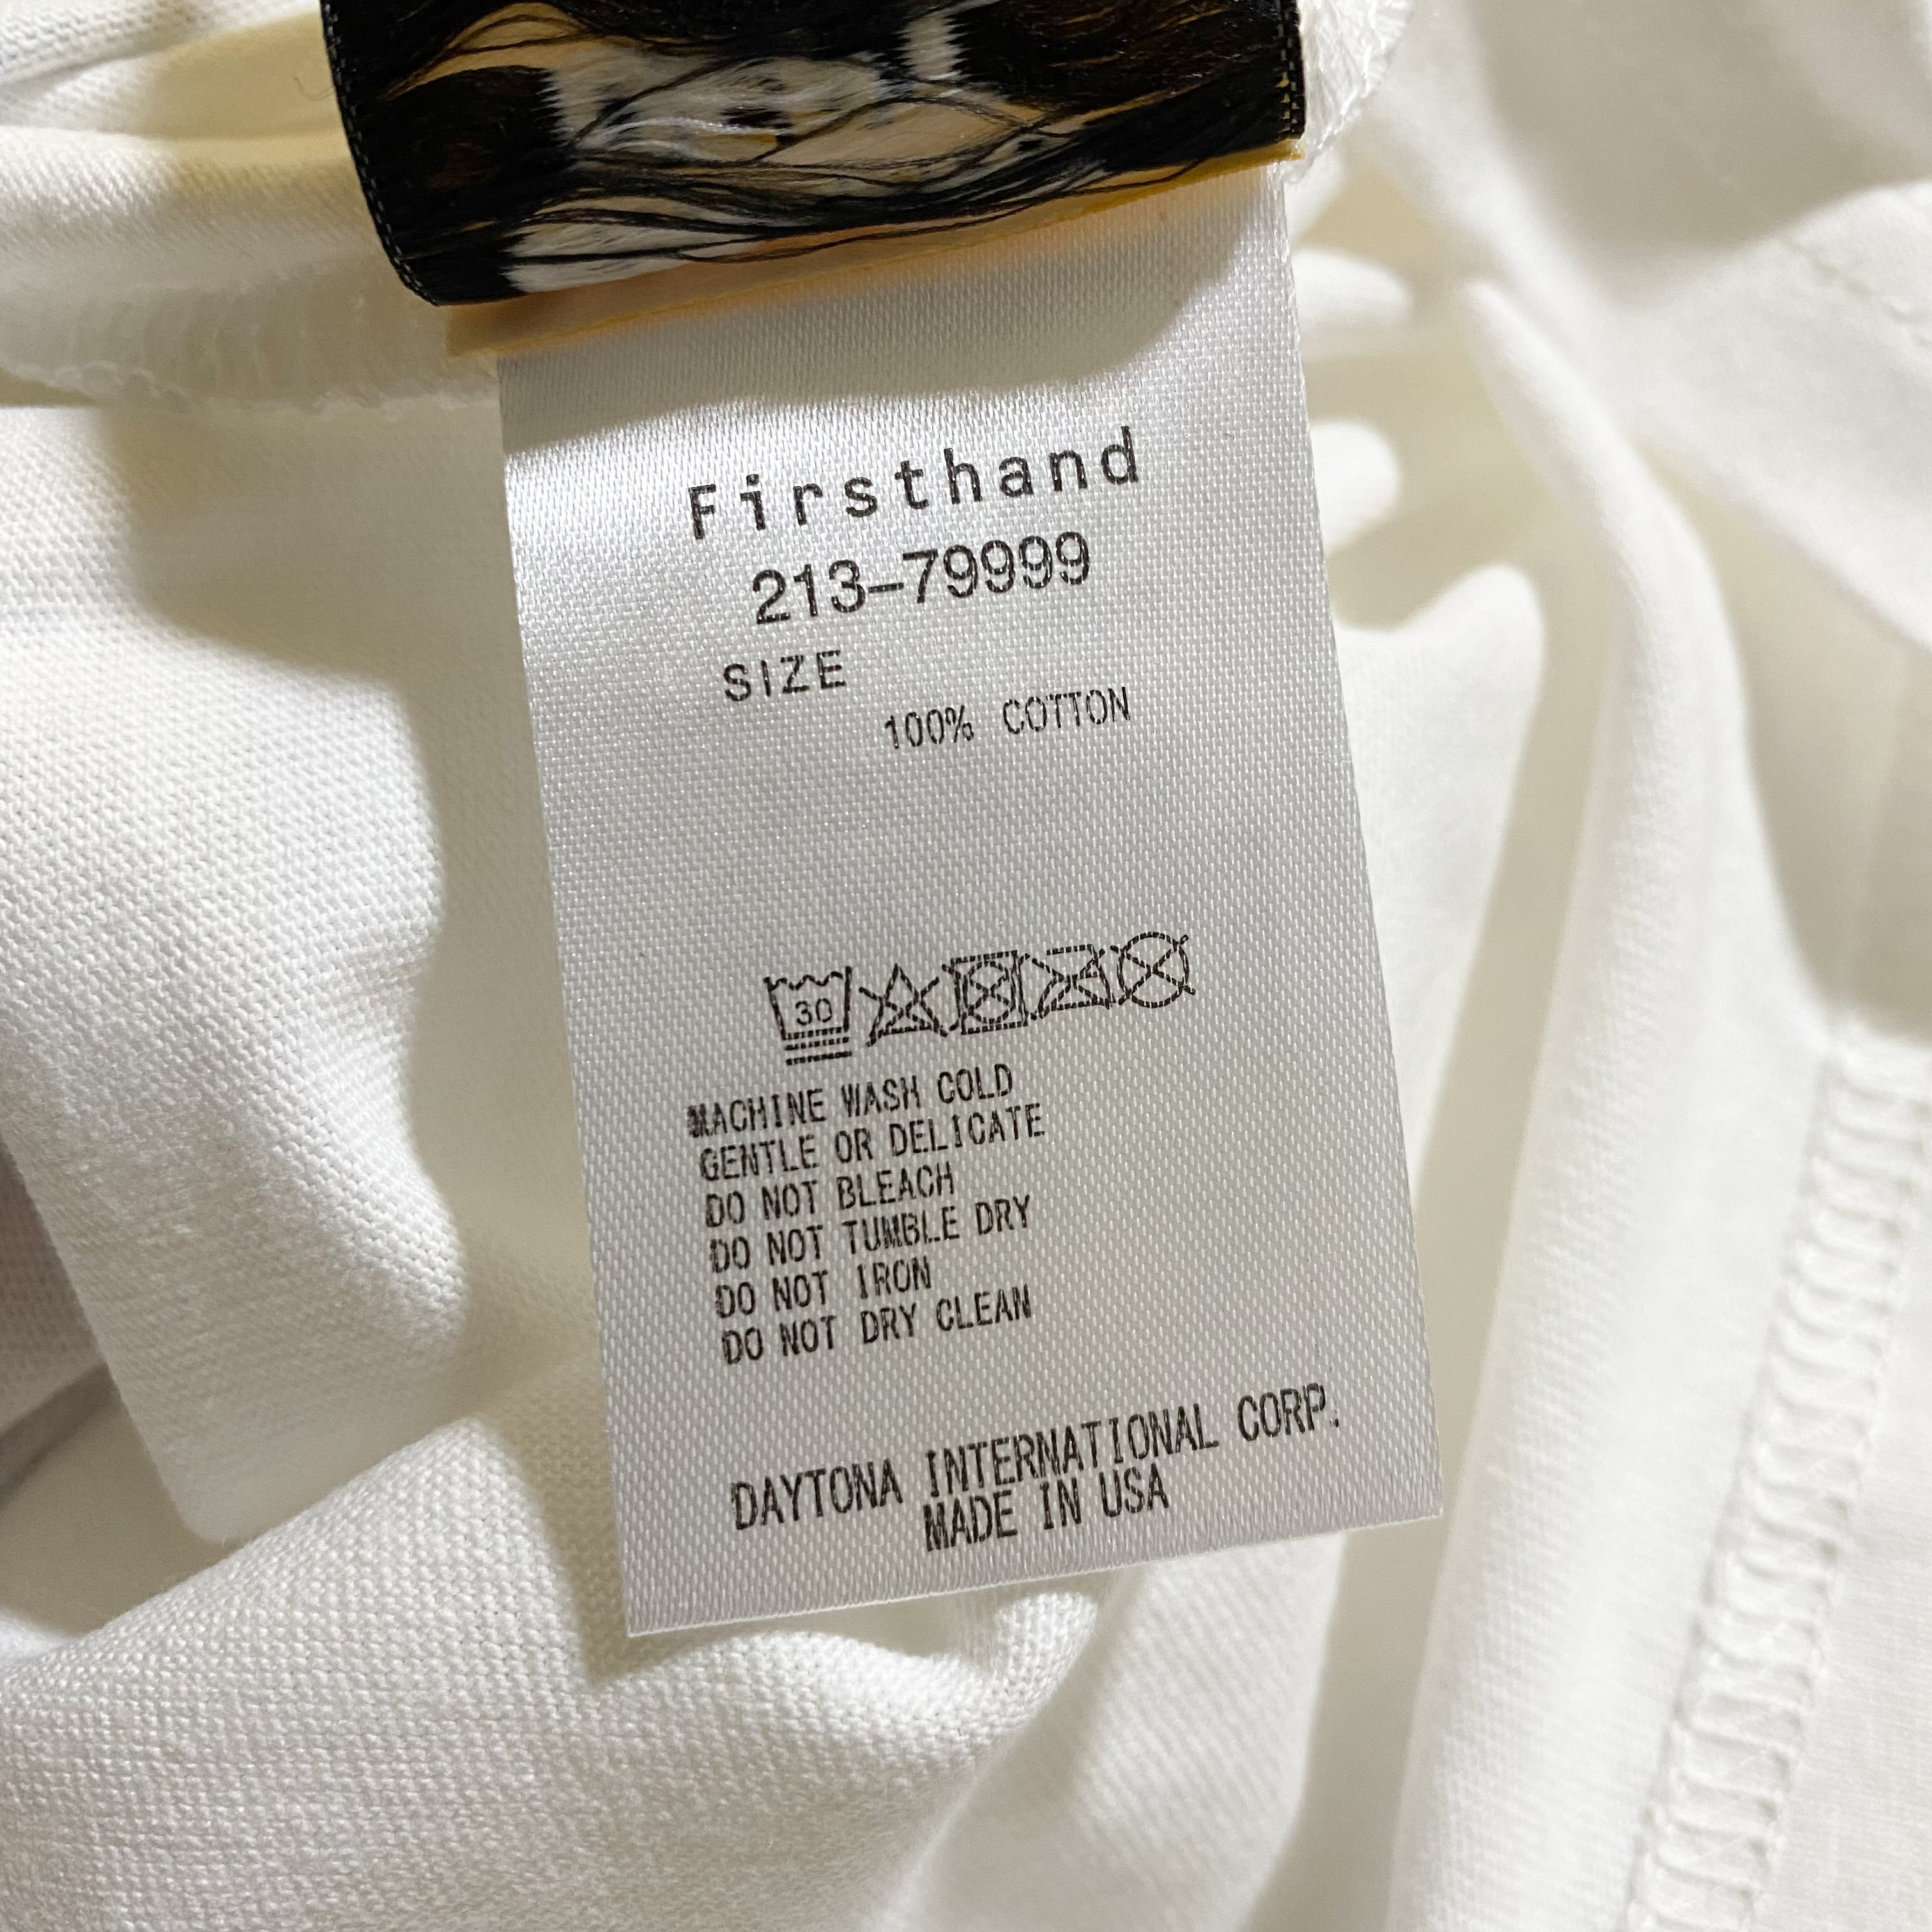 Firsthand
213-79999
SIZE
100% COTTON
30
MACHINE WASH COLD
GENTLE OR DELICATE
DO NOT BLEACH
DO NOT TUMBLE DRY
DO NOT IRON
DO NOT DRY CLEAN
DAYTONA INTERNATIONAL CORP.
MADE IN USA